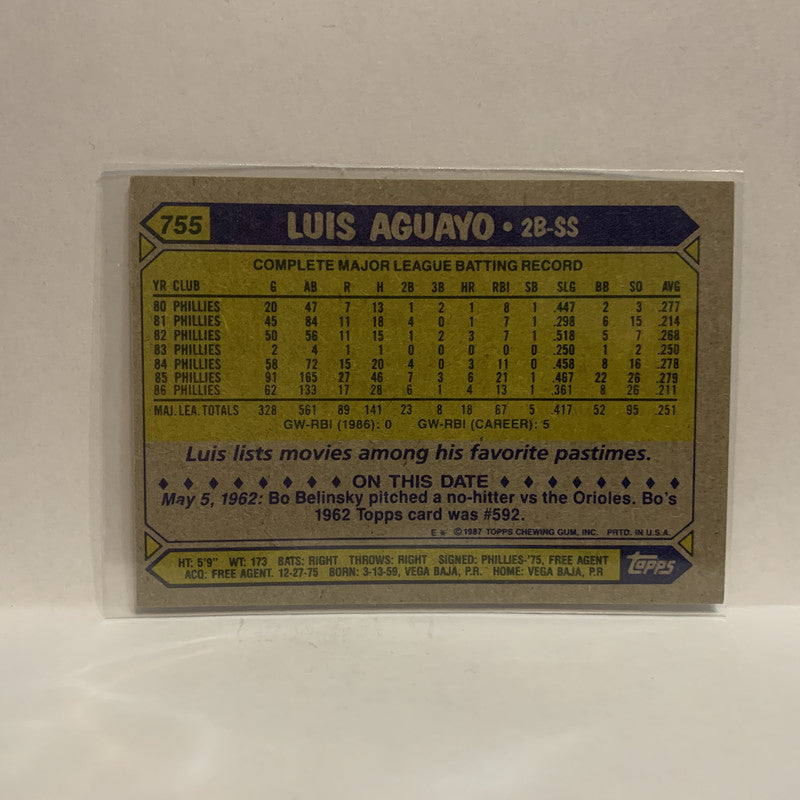 755 LUIS AGUAYO • 2B-SS
COMPLETE MAJOR LEAGUE BATTING RECORD
YR CLUB G AB R H 2B 3B HR RBI SB SLG BB SO AVG
80 PHILLIES 20 47 7 13 1 2 1 8 1 .447 2 3 .277
81 PHILLIES 45 84 11 18 4 0 1 7 1 .298 6 15 .214
82 PHILLIES 50 56 11 15 1 2 3 7 1 .518 5 7 .268
83 PHILLIES 2 4 1 1 0 0 0 0 0 .250 1 2 .250
84 PHILLIES 58 72 15 20 4 0 3 11 0 .458 8 16 .278
85 PHILLIES 91 165 27 46 7 3 6 21 1 .467 22 26 .279
86 PHILLIES 62 133 17 28 6 1 4 13 1 .361 8 26 .211
MAJ. LEA. TOTALS 328 561 89 141 23 8 18 67 5 .417 52 95 .251
GW-RBI (1986): 0 GW-RBI (CAREER): 5
Luis lists movies among his favorite pastimes.
ON THIS DATE
May 5, 1962: Bo Belinsky pitched a no-hitter vs the Orioles. Bo's
1962 Topps card was #592.
E* ©1987 TOPPS CHEWING GUM, INC. PRTD. IN U.S.A.
HT: 5'9" WT: 173 BATS: RIGHT THROWS: RIGHT SIGNED: PHILLIES-'75, FREE AGENT
ACQ: FREE AGENT. 12-27-75 BORN: 3-13-59, VEGA BAJA, P.R. HOME: VEGA BAJA, P.R
topps